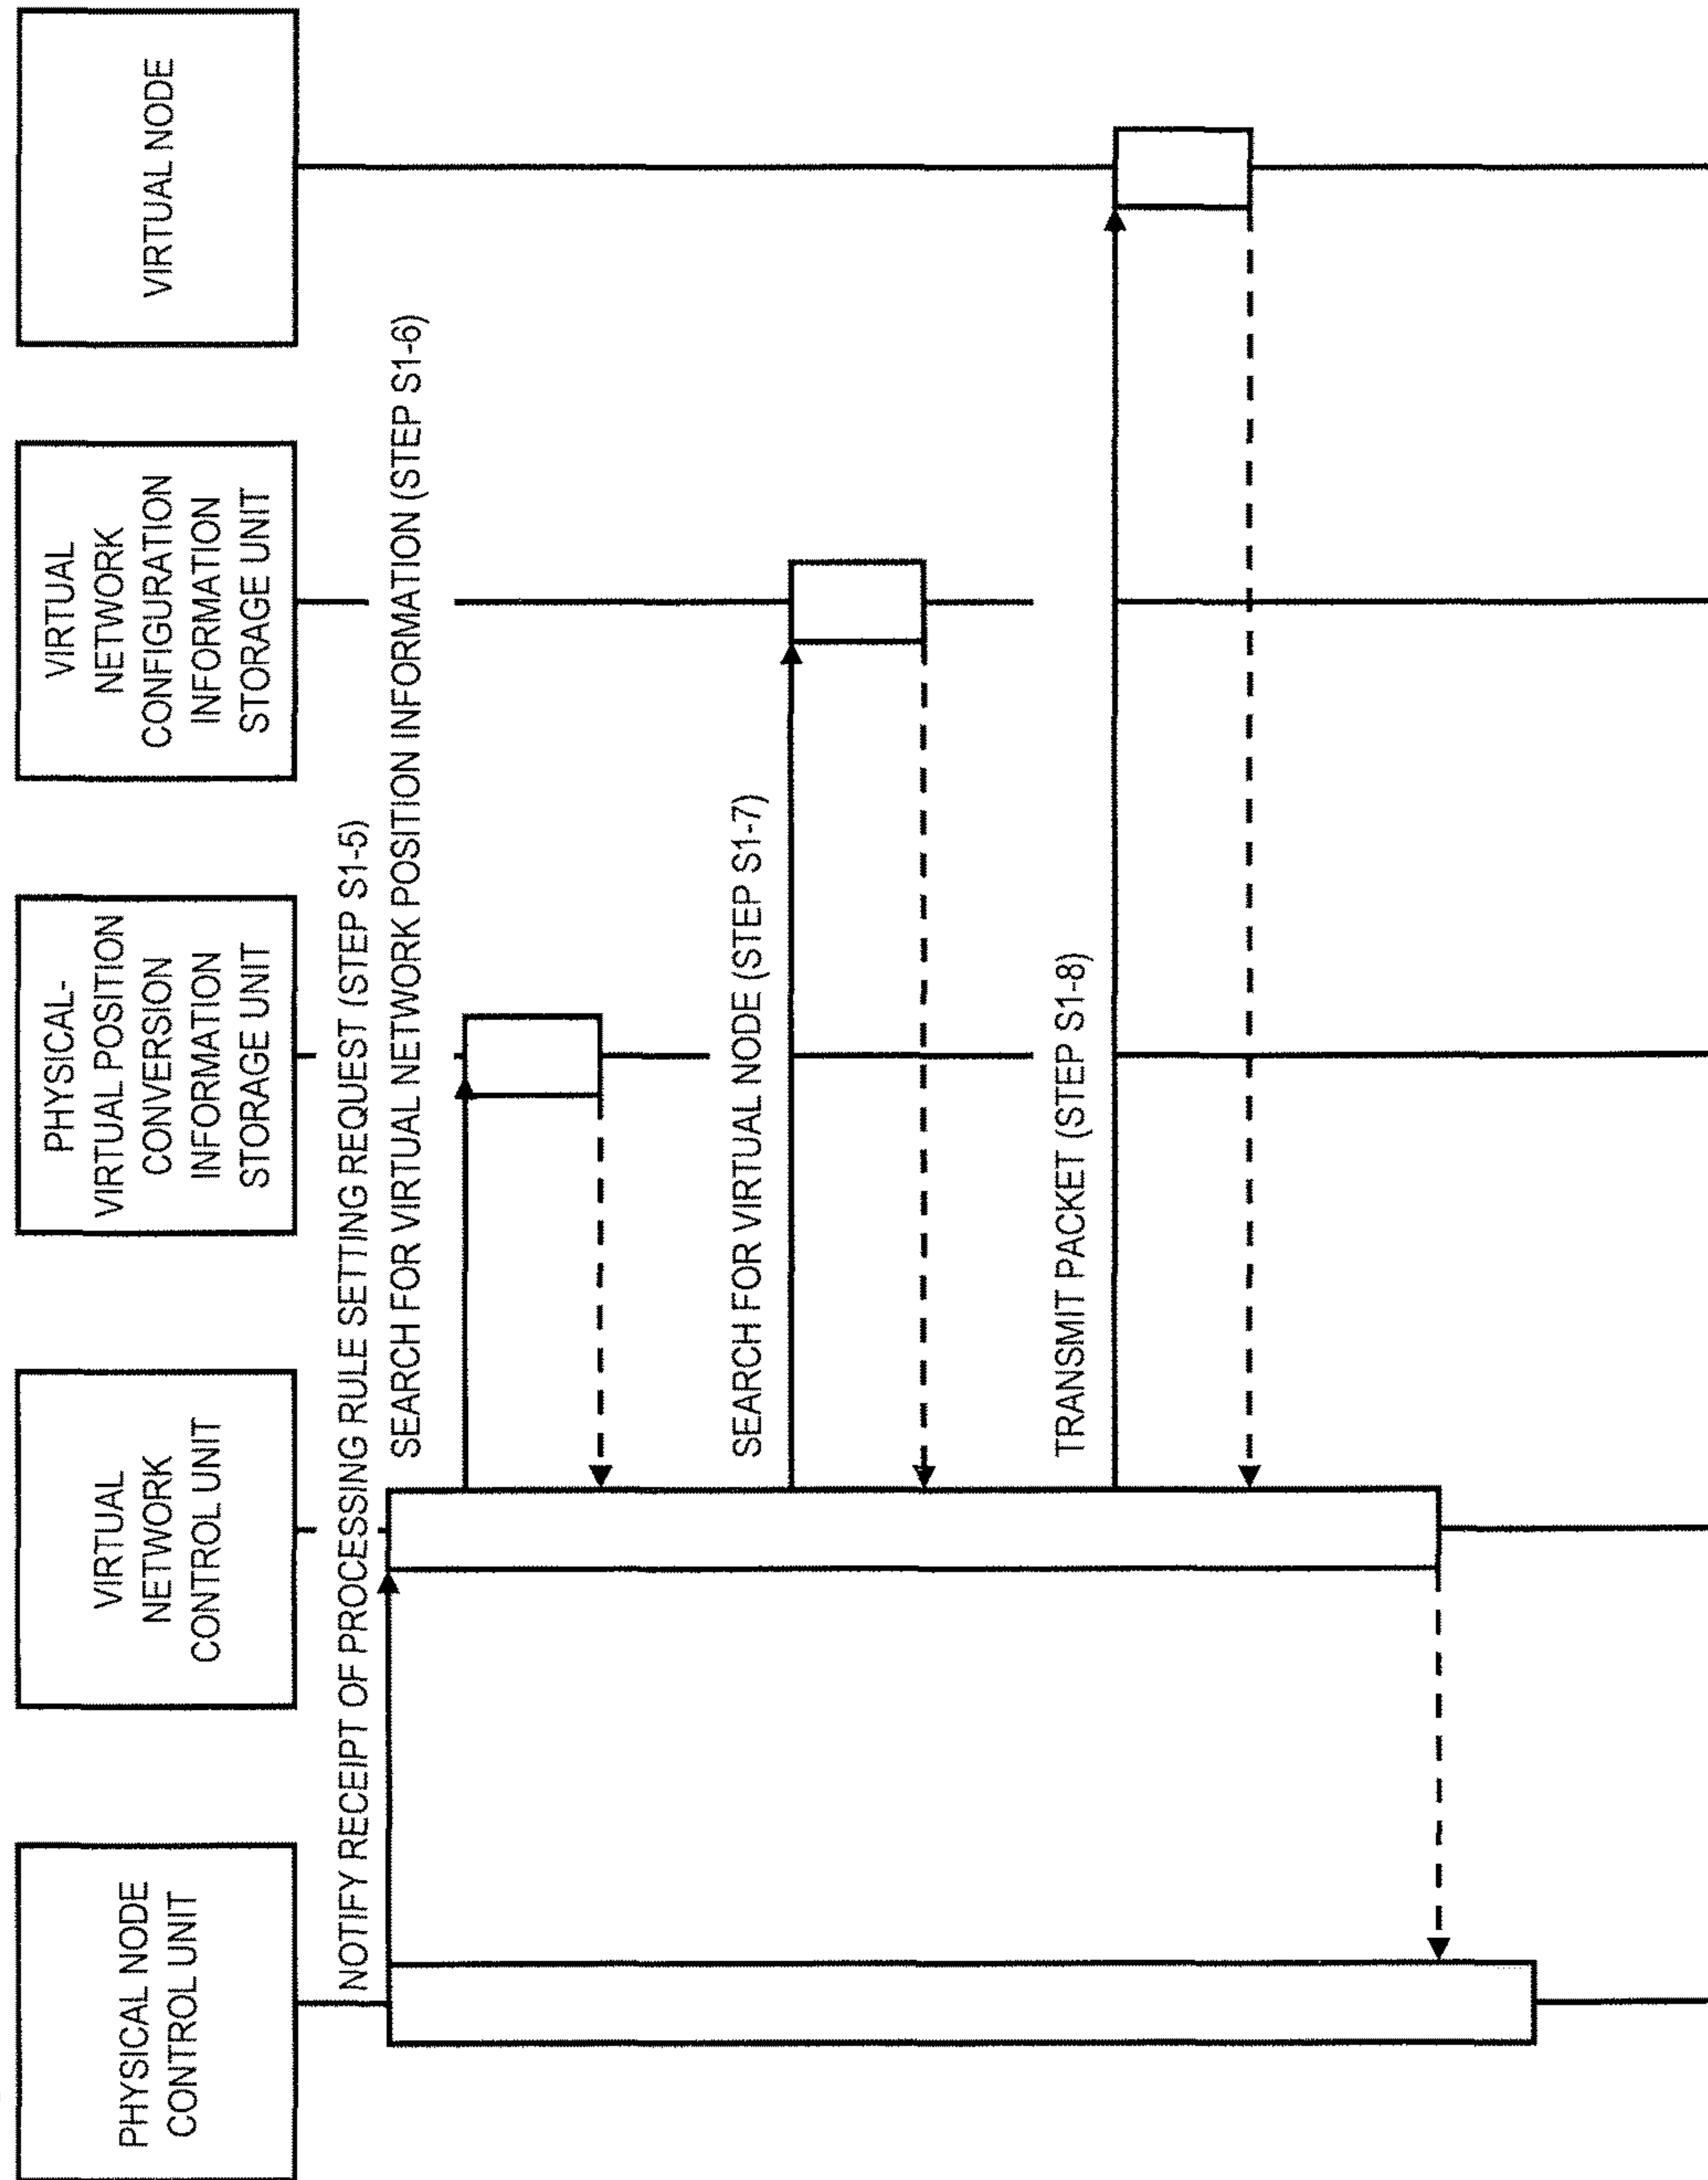 PHYSICAL NODE
CONTROL UNIT
VIRTUAL
NETWORK
CONTROL UNIT
PHYSICAL-
VIRTUAL POSITION
CONVERSION
INFORMATION
STORAGE UNIT
VIRTUAL
NETWORK
CONFIGURATION
INFORMATION
STORAGE UNIT
VIRTUAL NODE
NOTIFY RECEIPT OF PROCESSING RULE SETTING REQUEST (STEP S1-5)
SEARCH FOR VIRTUAL NETWORK POSITION INFORMATION (STEP S1-6)
SEARCH FOR VIRTUAL NODE (STEP S1-7)
TRANSMIT PACKET (STEP S1-8)